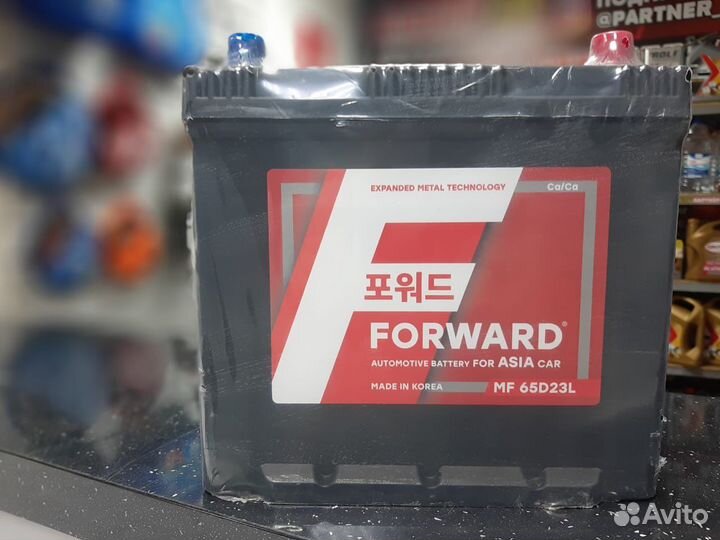 @PARTNER_
EXPANDED METAL TECHNOLOGY
Ca/Ca
포워드
FORWARD®
AUTOMOTIVE BATTERY FOR ASIA CAR
MADE IN KOREA
MF 65D23L
Avito